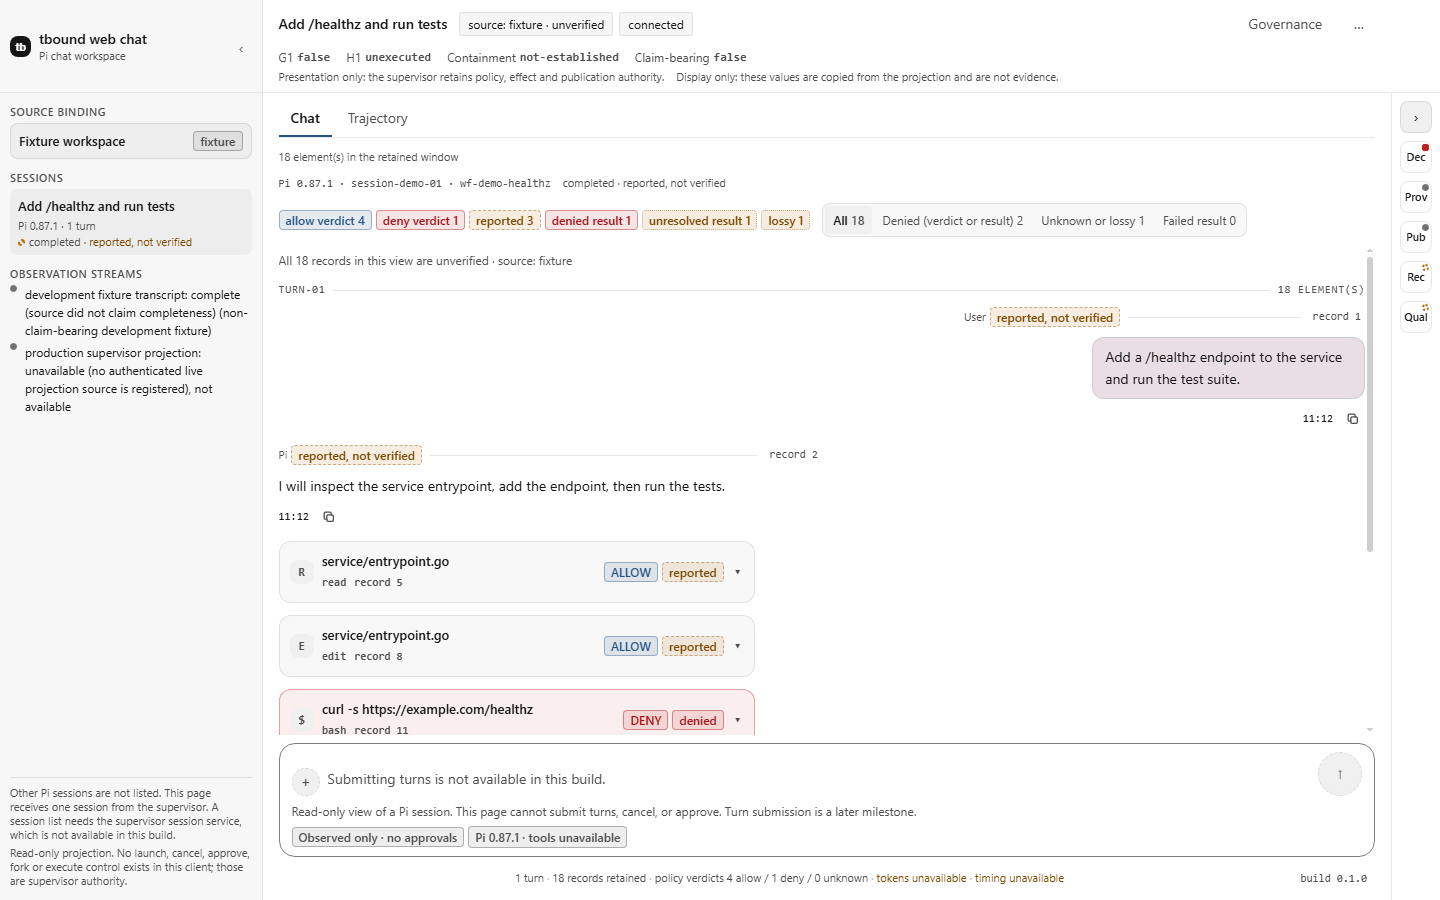 tb
tbound web chat
Pi chat workspace
‹
SOURCE BINDING
Fixture workspace fixture
SESSIONS
Add /healthz and run tests
Pi 0.87.1 · 1 turn
completed · reported, not verified
OBSERVATION STREAMS
development fixture transcript: complete
(source did not claim completeness) (non-
claim-bearing development fixture)
production supervisor projection:
unavailable (no authenticated live
projection source is registered), not
available
Other Pi sessions are not listed. This page
receives one session from the supervisor. A
session list needs the supervisor session service,
which is not available in this build.
Read-only projection. No launch, cancel, approve,
fork or execute control exists in this client; those
are supervisor authority.
Add /healthz and run tests source: fixture · unverified connected Governance ...
G1 false H1 unexecuted Containment not-established Claim-bearing false
Presentation only: the supervisor retains policy, effect and publication authority. Display only: these values are copied from the projection and are not evidence.
Chat Trajectory
18 element(s) in the retained window
Pi 0.87.1 · session-demo-01 · wf-demo-healthz completed · reported, not verified
allow verdict 4 deny verdict 1 reported 3 denied result 1 unresolved result 1 lossy 1 All 18 Denied (verdict or result) 2 Unknown or lossy 1 Failed result 0
All 18 records in this view are unverified · source: fixture
TURN-01 18 ELEMENT(S)
User reported, not verified record 1
Add a /healthz endpoint to the service
and run the test suite.
11:12
Pi reported, not verified record 2
I will inspect the service entrypoint, add the endpoint, then run the tests.
11:12
R service/entrypoint.go
read record 5 ALLOW reported ▾
E service/entrypoint.go
edit record 8 ALLOW reported ▾
$ curl -s https://example.com/healthz
bash record 11 DENY denied ▾
+ Submitting turns is not available in this build. ↑
Read-only view of a Pi session. This page cannot submit turns, cancel, or approve. Turn submission is a later milestone.
Observed only · no approvals Pi 0.87.1 · tools unavailable
1 turn · 18 records retained · policy verdicts 4 allow / 1 deny / 0 unknown · tokens unavailable · timing unavailable build 0.1.0
›
Dec
Prov
Pub
Rec
Qual